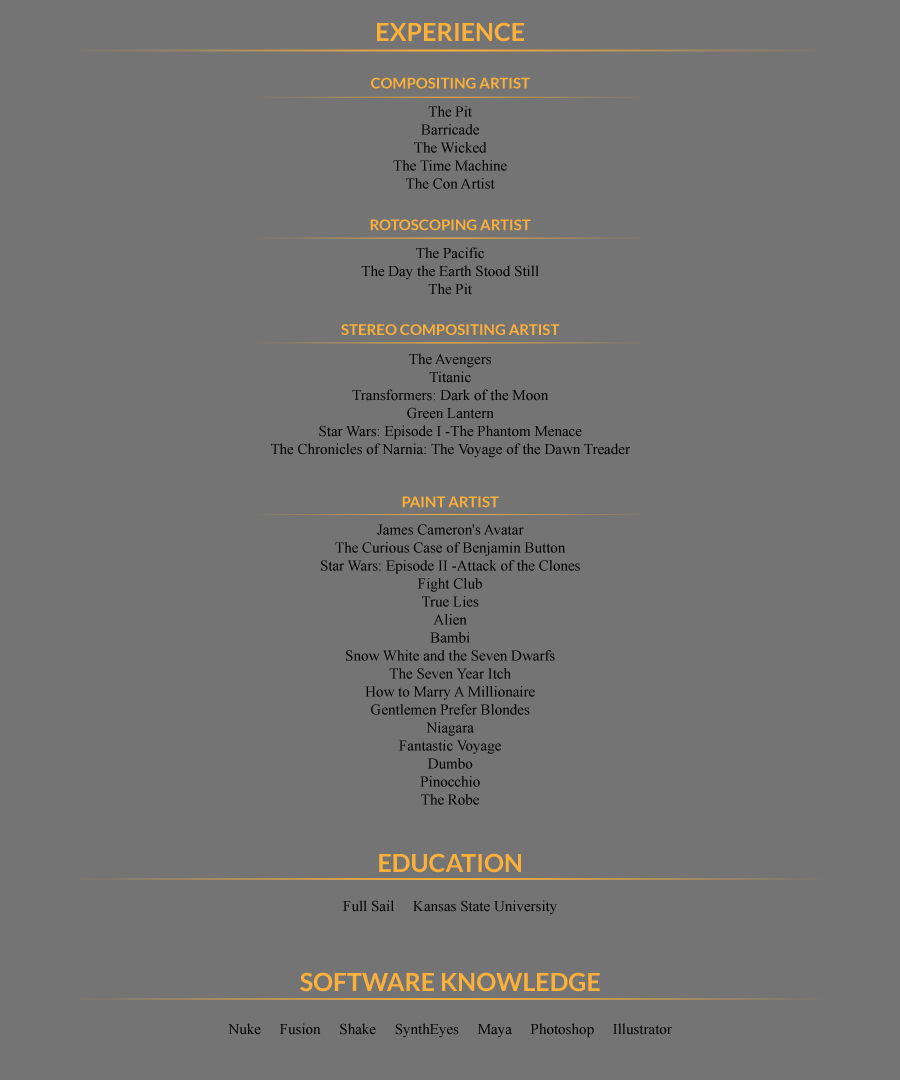 EXPERIENCE
COMPOSITING ARTIST
The Pit
Barricade
The Wicked
The Time Machine
The Con Artist
ROTOSCOPING ARTIST
The Pacific
The Day the Earth Stood Still
The Pit
STEREO COMPOSITING ARTIST
The Avengers
Titanic
Transformers: Dark of the Moon
Green Lantern
Star Wars: Episode I -The Phantom Menace
The Chronicles of Narnia: The Voyage of the Dawn Treader
PAINT ARTIST
James Cameron's Avatar
The Curious Case of Benjamin Button
Star Wars: Episode II -Attack of the Clones
Fight Club
True Lies
Alien
Bambi
Snow White and the Seven Dwarfs
The Seven Year Itch
How to Marry A Millionaire
Gentlemen Prefer Blondes
Niagara
Fantastic Voyage
Dumbo
Pinocchio
The Robe
EDUCATION
Full Sail Kansas State University
SOFTWARE KNOWLEDGE
Nuke Fusion Shake SynthEyes Maya Photoshop Illustrator